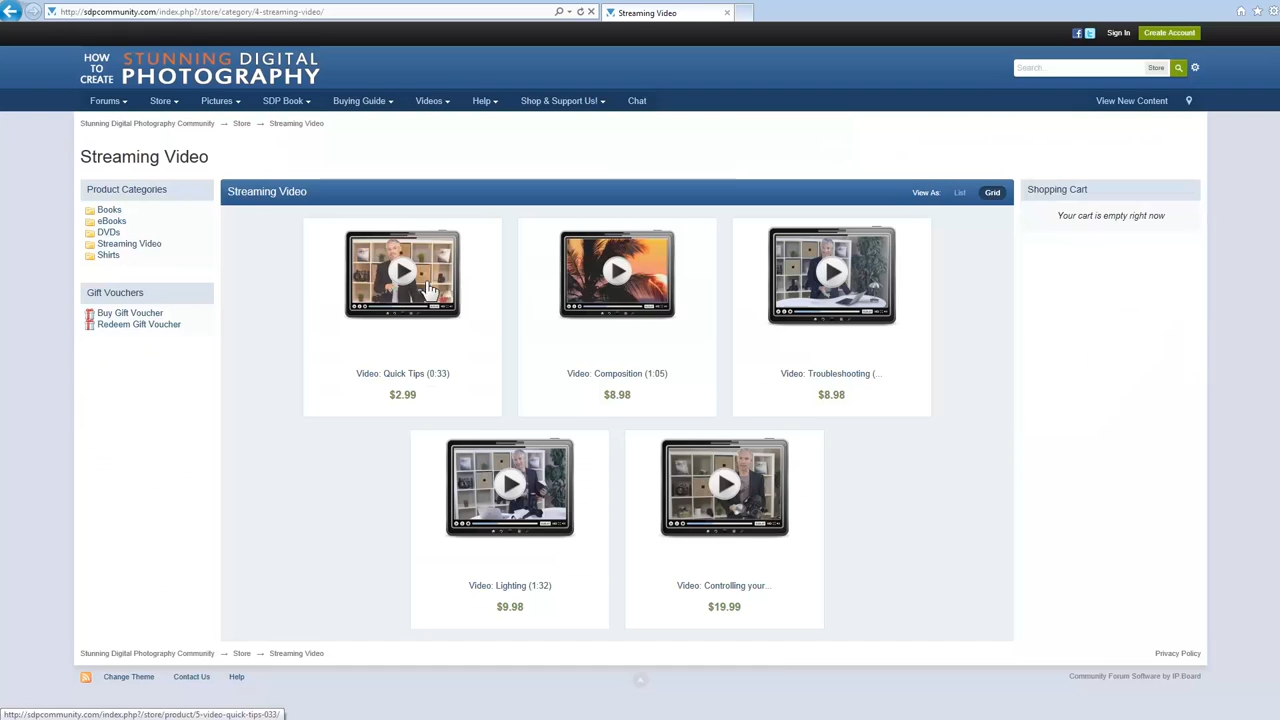 http://sdpcommunity.com/index.php?/store/category/4-streaming-video/
Streaming Video
Sign In
Create Account
HOW TO CREATE
STUNNING DIGITAL
PHOTOGRAPHY
Search...
Store
Forums
Store
Pictures
SDP Book
Buying Guide
Videos
Help
Shop & Support Us!
Chat
View New Content
Stunning Digital Photography Community → Store → Streaming Video
Streaming Video
Product Categories
Books
eBooks
DVDs
Streaming Video
Shirts
Gift Vouchers
Buy Gift Voucher
Redeem Gift Voucher
Streaming Video
View As:
List
Grid
Video: Quick Tips (0:33)
$2.99
Video: Composition (1:05)
$8.98
Video: Troubleshooting (...
$8.98
Video: Lighting (1:32)
$9.98
Video: Controlling your...
$19.99
Shopping Cart
Your cart is empty right now
Stunning Digital Photography Community → Store → Streaming Video
Privacy Policy
Change Theme
Contact Us
Help
Community Forum Software by IP.Board
http://sdpcommunity.com/index.php?/store/product/5-video-quick-tips-033/